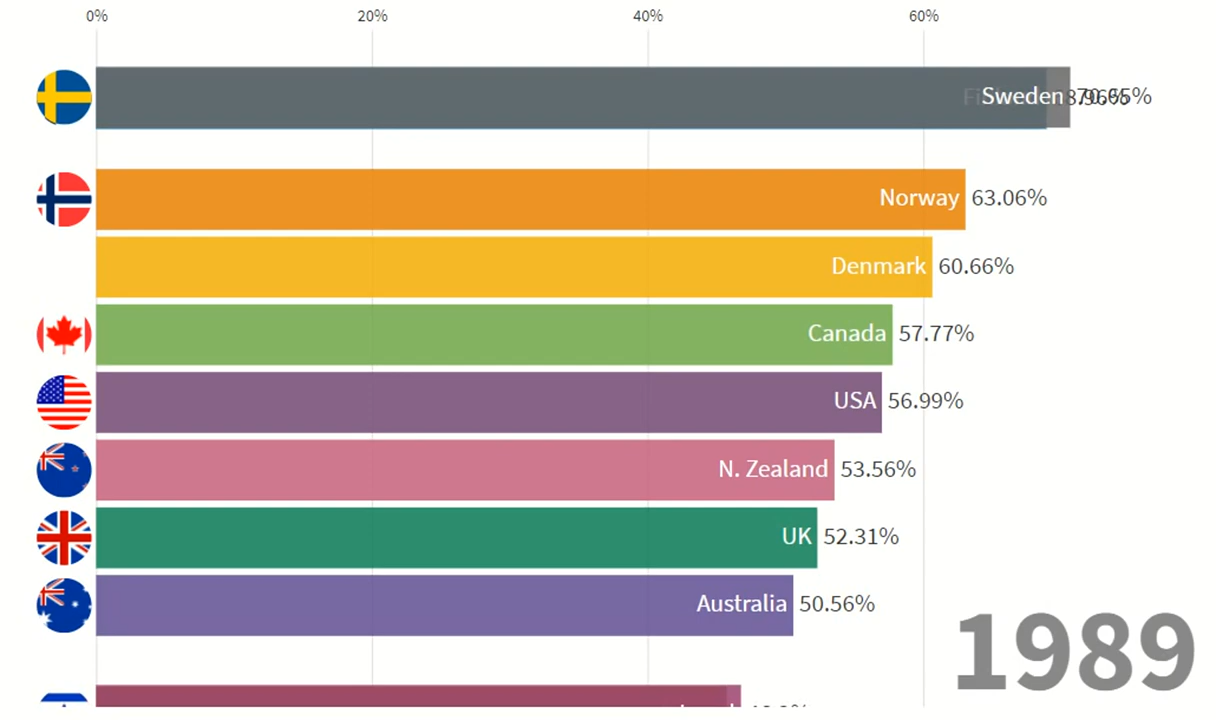 0% 20% 40% 60%
Sweden
Norway 63.06%
Denmark 60.66%
Canada 57.77%
USA 56.99%
N. Zealand 53.56%
UK 52.31%
Australia 50.56%
1989